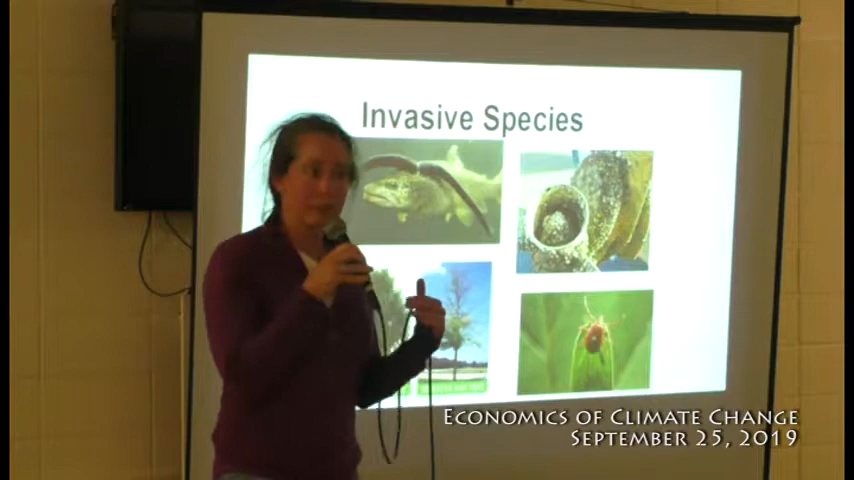 Invasive Species
Economics of Climate Change
September 25, 2019